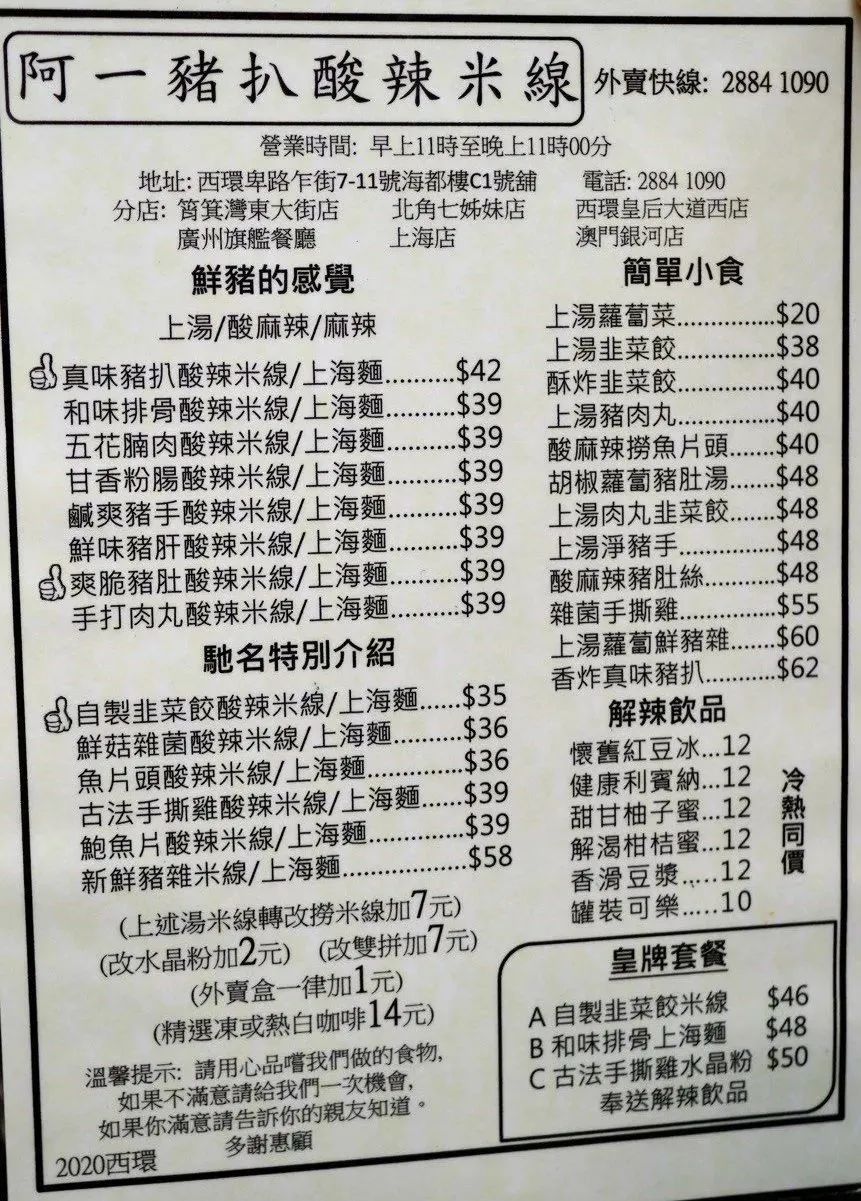 阿一豬扒酸辣米線
外賣快線: 2884 1090
營業時間: 早上11時至晚上11時00分
地址: 西環卑路乍街7-11號海都樓C1號舖 電話: 2884 1090
分店: 筲箕灣東大街店 北角七姊妹店 西環皇后大道西店
廣州旗艦餐廳 上海店 澳門銀河店
鮮豬的感覺
上湯/酸麻辣/麻辣
真味豬扒酸辣米線/上海麵..........$42
和味排骨酸辣米線/上海麵..........$39
五花腩肉酸辣米線/上海麵..........$39
甘香粉腸酸辣米線/上海麵..........$39
鹹爽豬手酸辣米線/上海麵..........$39
鮮味豬肝酸辣米線/上海麵..........$39
爽脆豬肚酸辣米線/上海麵..........$39
手打肉丸酸辣米線/上海麵..........$39
馳名特別介紹
自製韭菜餃酸辣米線/上海麵......$35
鮮菇雜菌酸辣米線/上海麵..........$36
魚片頭酸辣米線/上海麵..............$36
古法手撕雞酸辣米線/上海麵......$39
鮑魚片酸辣米線/上海麵..............$39
新鮮豬雜米線/上海麵..................$58
(上述湯米線轉改撈米線加7元)
(改水晶粉加2元) (改雙拼加7元)
(外賣盒一律加1元)
(精選凍或熱白咖啡14元)
溫馨提示: 請用心品嚐我們做的食物,
如果不滿意請給我們一次機會,
如果你滿意請告訴你的親友知道。
多謝惠顧
2020西環
簡單小食
上湯蘿蔔菜..............$20
上湯韭菜餃..............$38
酥炸韭菜餃..............$40
上湯豬肉丸..............$40
酸麻辣撈魚片頭.......$40
胡椒蘿蔔豬肚湯.......$48
上湯肉丸韭菜餃.......$48
上湯淨豬手..............$48
酸麻辣豬肚絲..........$48
雜菌手撕雞..............$55
上湯蘿蔔鮮豬雜.......$60
香炸真味豬扒..........$62
解辣飲品
懷舊紅豆冰...12
健康利賓納...12
甜甘柚子蜜...12
解渴柑桔蜜...12
香滑豆漿.....12
罐裝可樂.....10
冷熱同價
皇牌套餐
A 自製韭菜餃米線 $46
B 和味排骨上海麵 $48
C 古法手撕雞水晶粉 $50
奉送解辣飲品